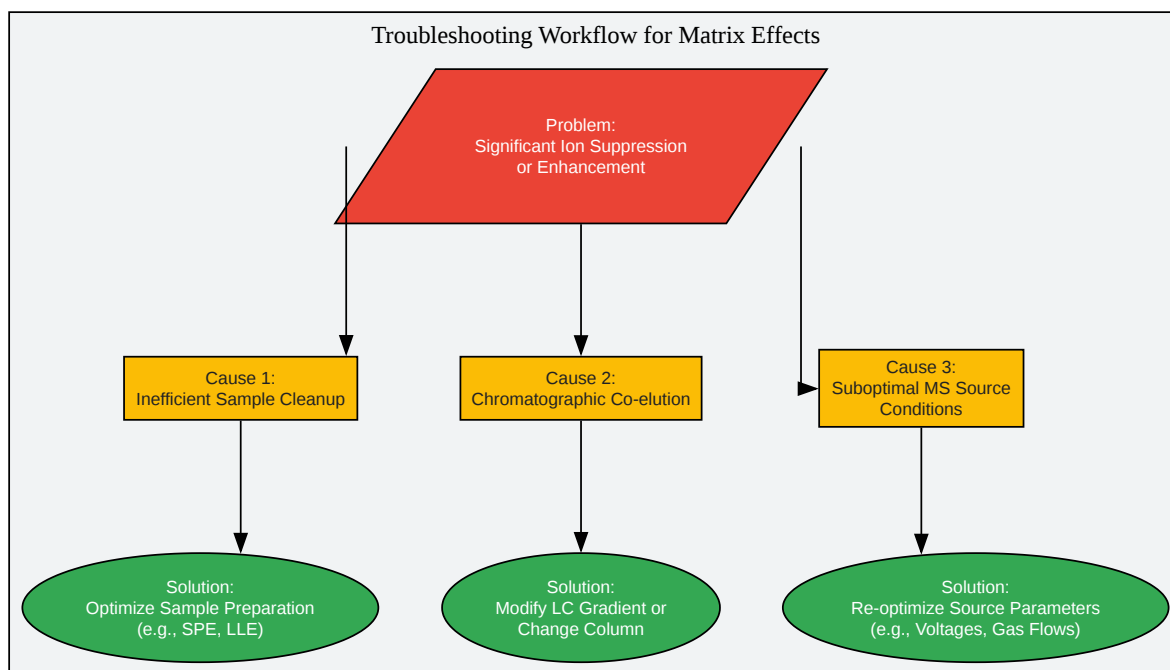 Troubleshooting Workflow for Matrix Effects
Problem:
Significant Ion Suppression
or Enhancement
Cause 1:
Inefficient Sample Cleanup
Cause 2:
Chromatographic Co-elution
Cause 3:
Suboptimal MS Source
Conditions
Solution:
Optimize Sample Preparation
(e.g., SPE, LLE)
Solution:
Modify LC Gradient or
Change Column
Solution:
Re-optimize Source Parameters
(e.g., Voltages, Gas Flows)